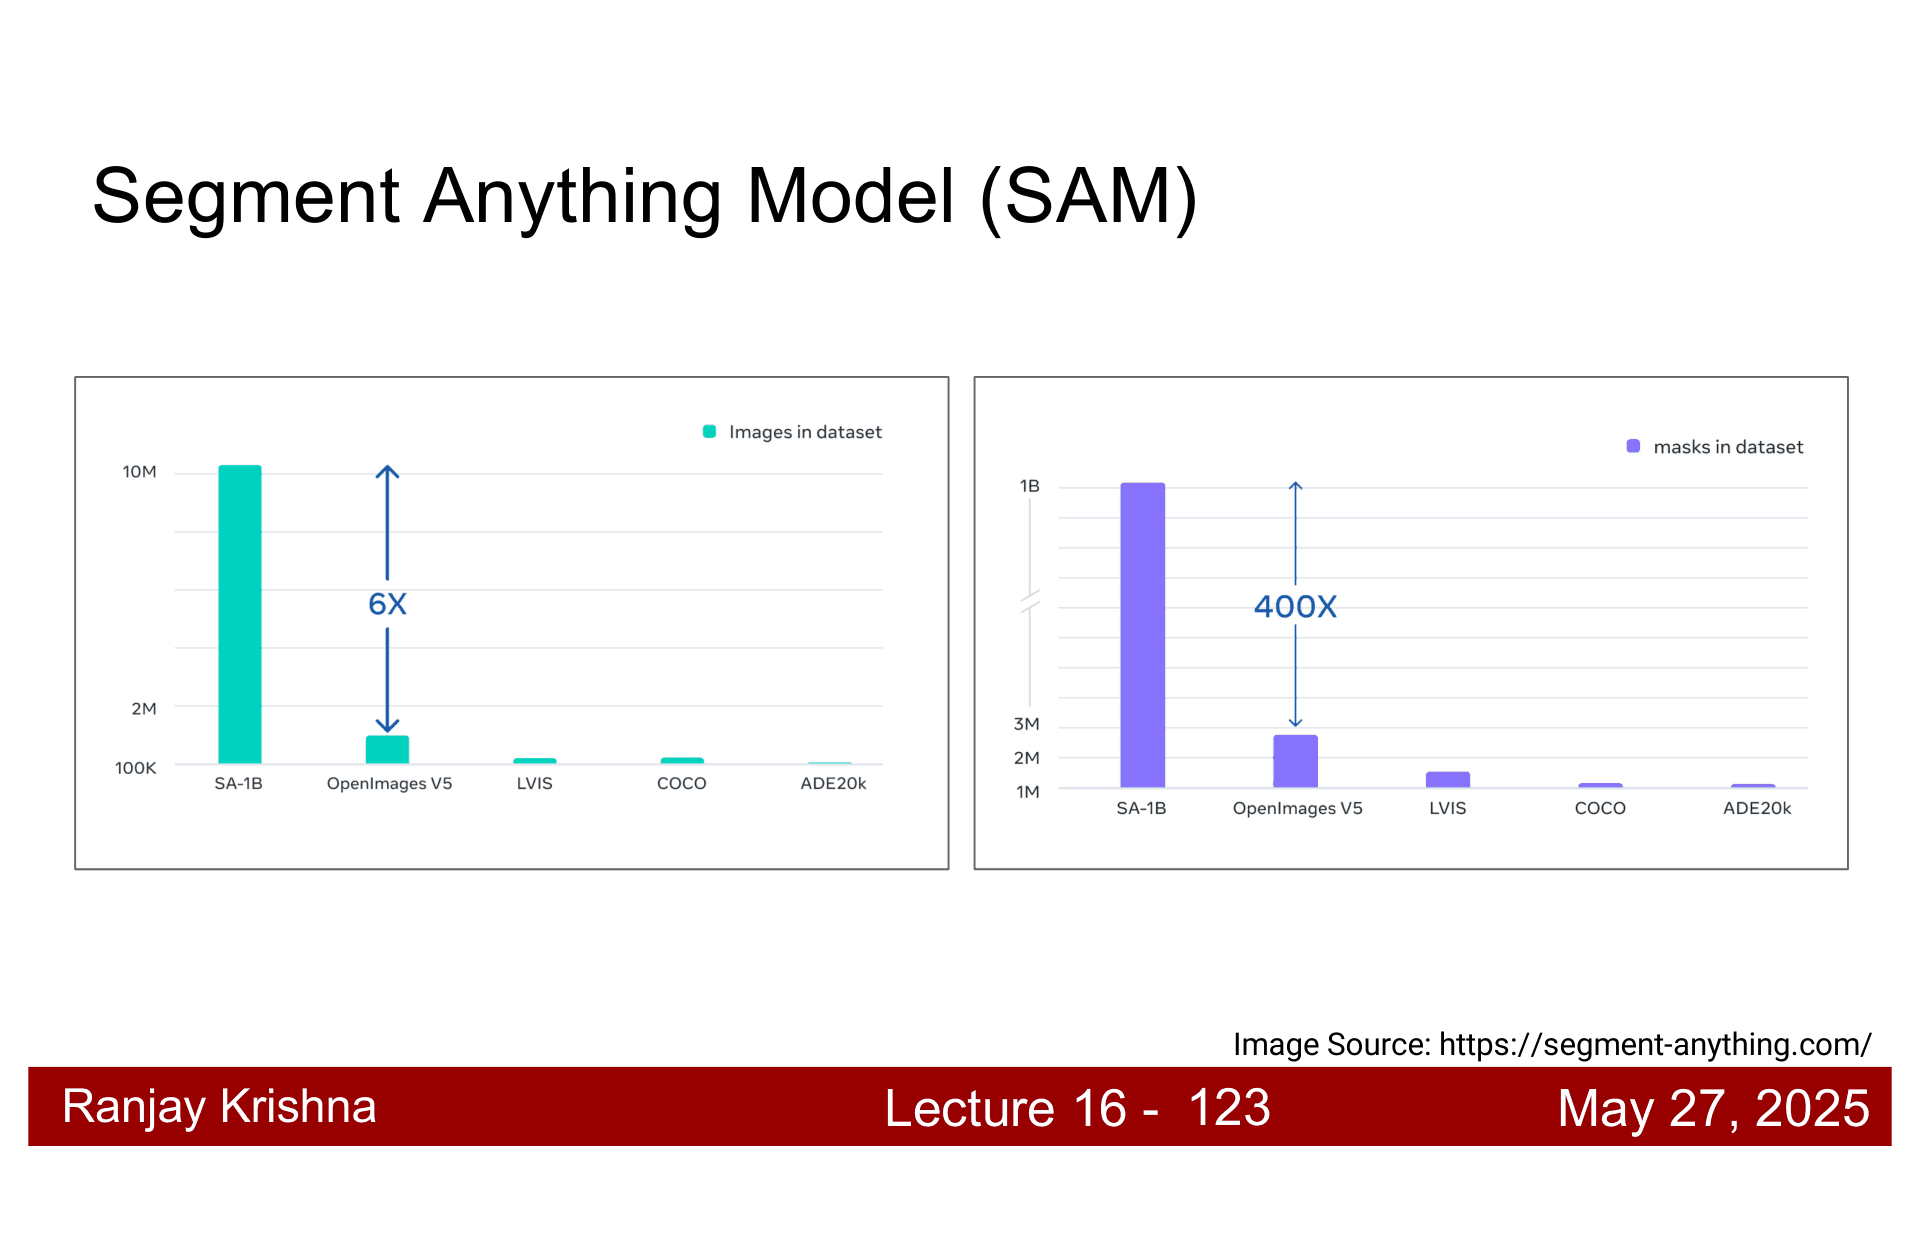 Segment Anything Model (SAM)
Images in dataset
10M
6X
2M
100K
SA-1B OpenImages V5 LVIS COCO ADE20k
masks in dataset
1B
400X
3M
2M
1M
SA-1B OpenImages V5 LVIS COCO ADE20k
Image Source: https://segment-anything.com/
Ranjay Krishna Lecture 16 - 123 May 27, 2025